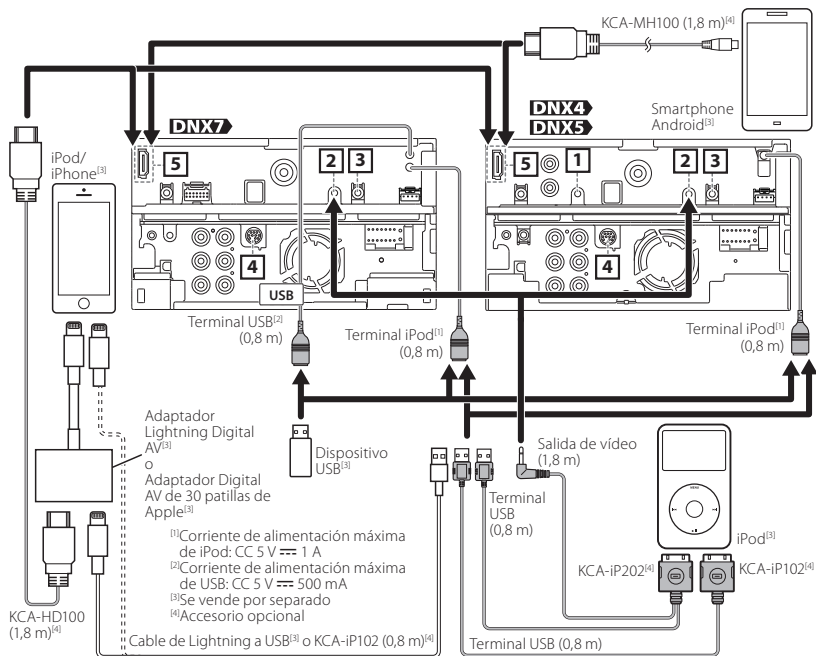 KCA-MH100 (1,8 m)[4]
DNX7
DNX4
DNX5
Smartphone
Android[3]
iPod/
iPhone[3]
5
2
3
5
1
2
3
4
4
USB
Terminal USB[2]
(0,8 m)
Terminal iPod[1]
(0,8 m)
Terminal iPod[1]
(0,8 m)
Adaptador
Lightning Digital
AV[3]
o
Adaptador Digital
AV de 30 patillas de
Apple[3]
Dispositivo
USB[3]
Salida de vídeo
(1,8 m)
Terminal
USB
(0,8 m)
MENU
iPod[3]
[1]Corriente de alimentación máxima
de iPod: CC 5 V ⎓ 1 A
[2]Corriente de alimentación máxima
de USB: CC 5 V ⎓ 500 mA
[3]Se vende por separado
[4]Accesorio opcional
KCA-iP202[4]
KCA-iP102[4]
KCA-HD100
(1,8 m)[4]
Cable de Lightning a USB[3] o KCA-iP102 (0,8 m)[4]
Terminal USB (0,8 m)